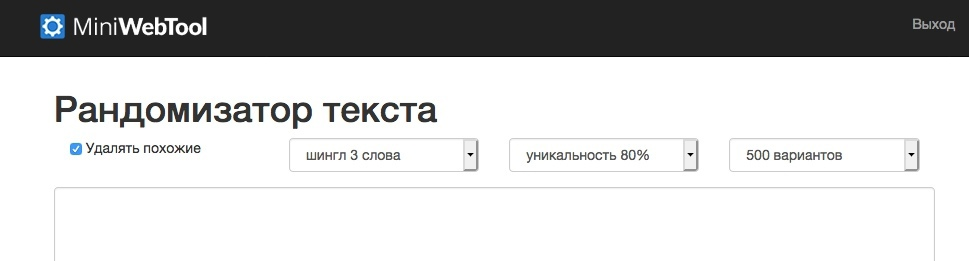 MiniWebTool
Выход
Рандомизатор текста
Удалять похожие
шингл 3 слова
уникальность 80%
500 вариантов